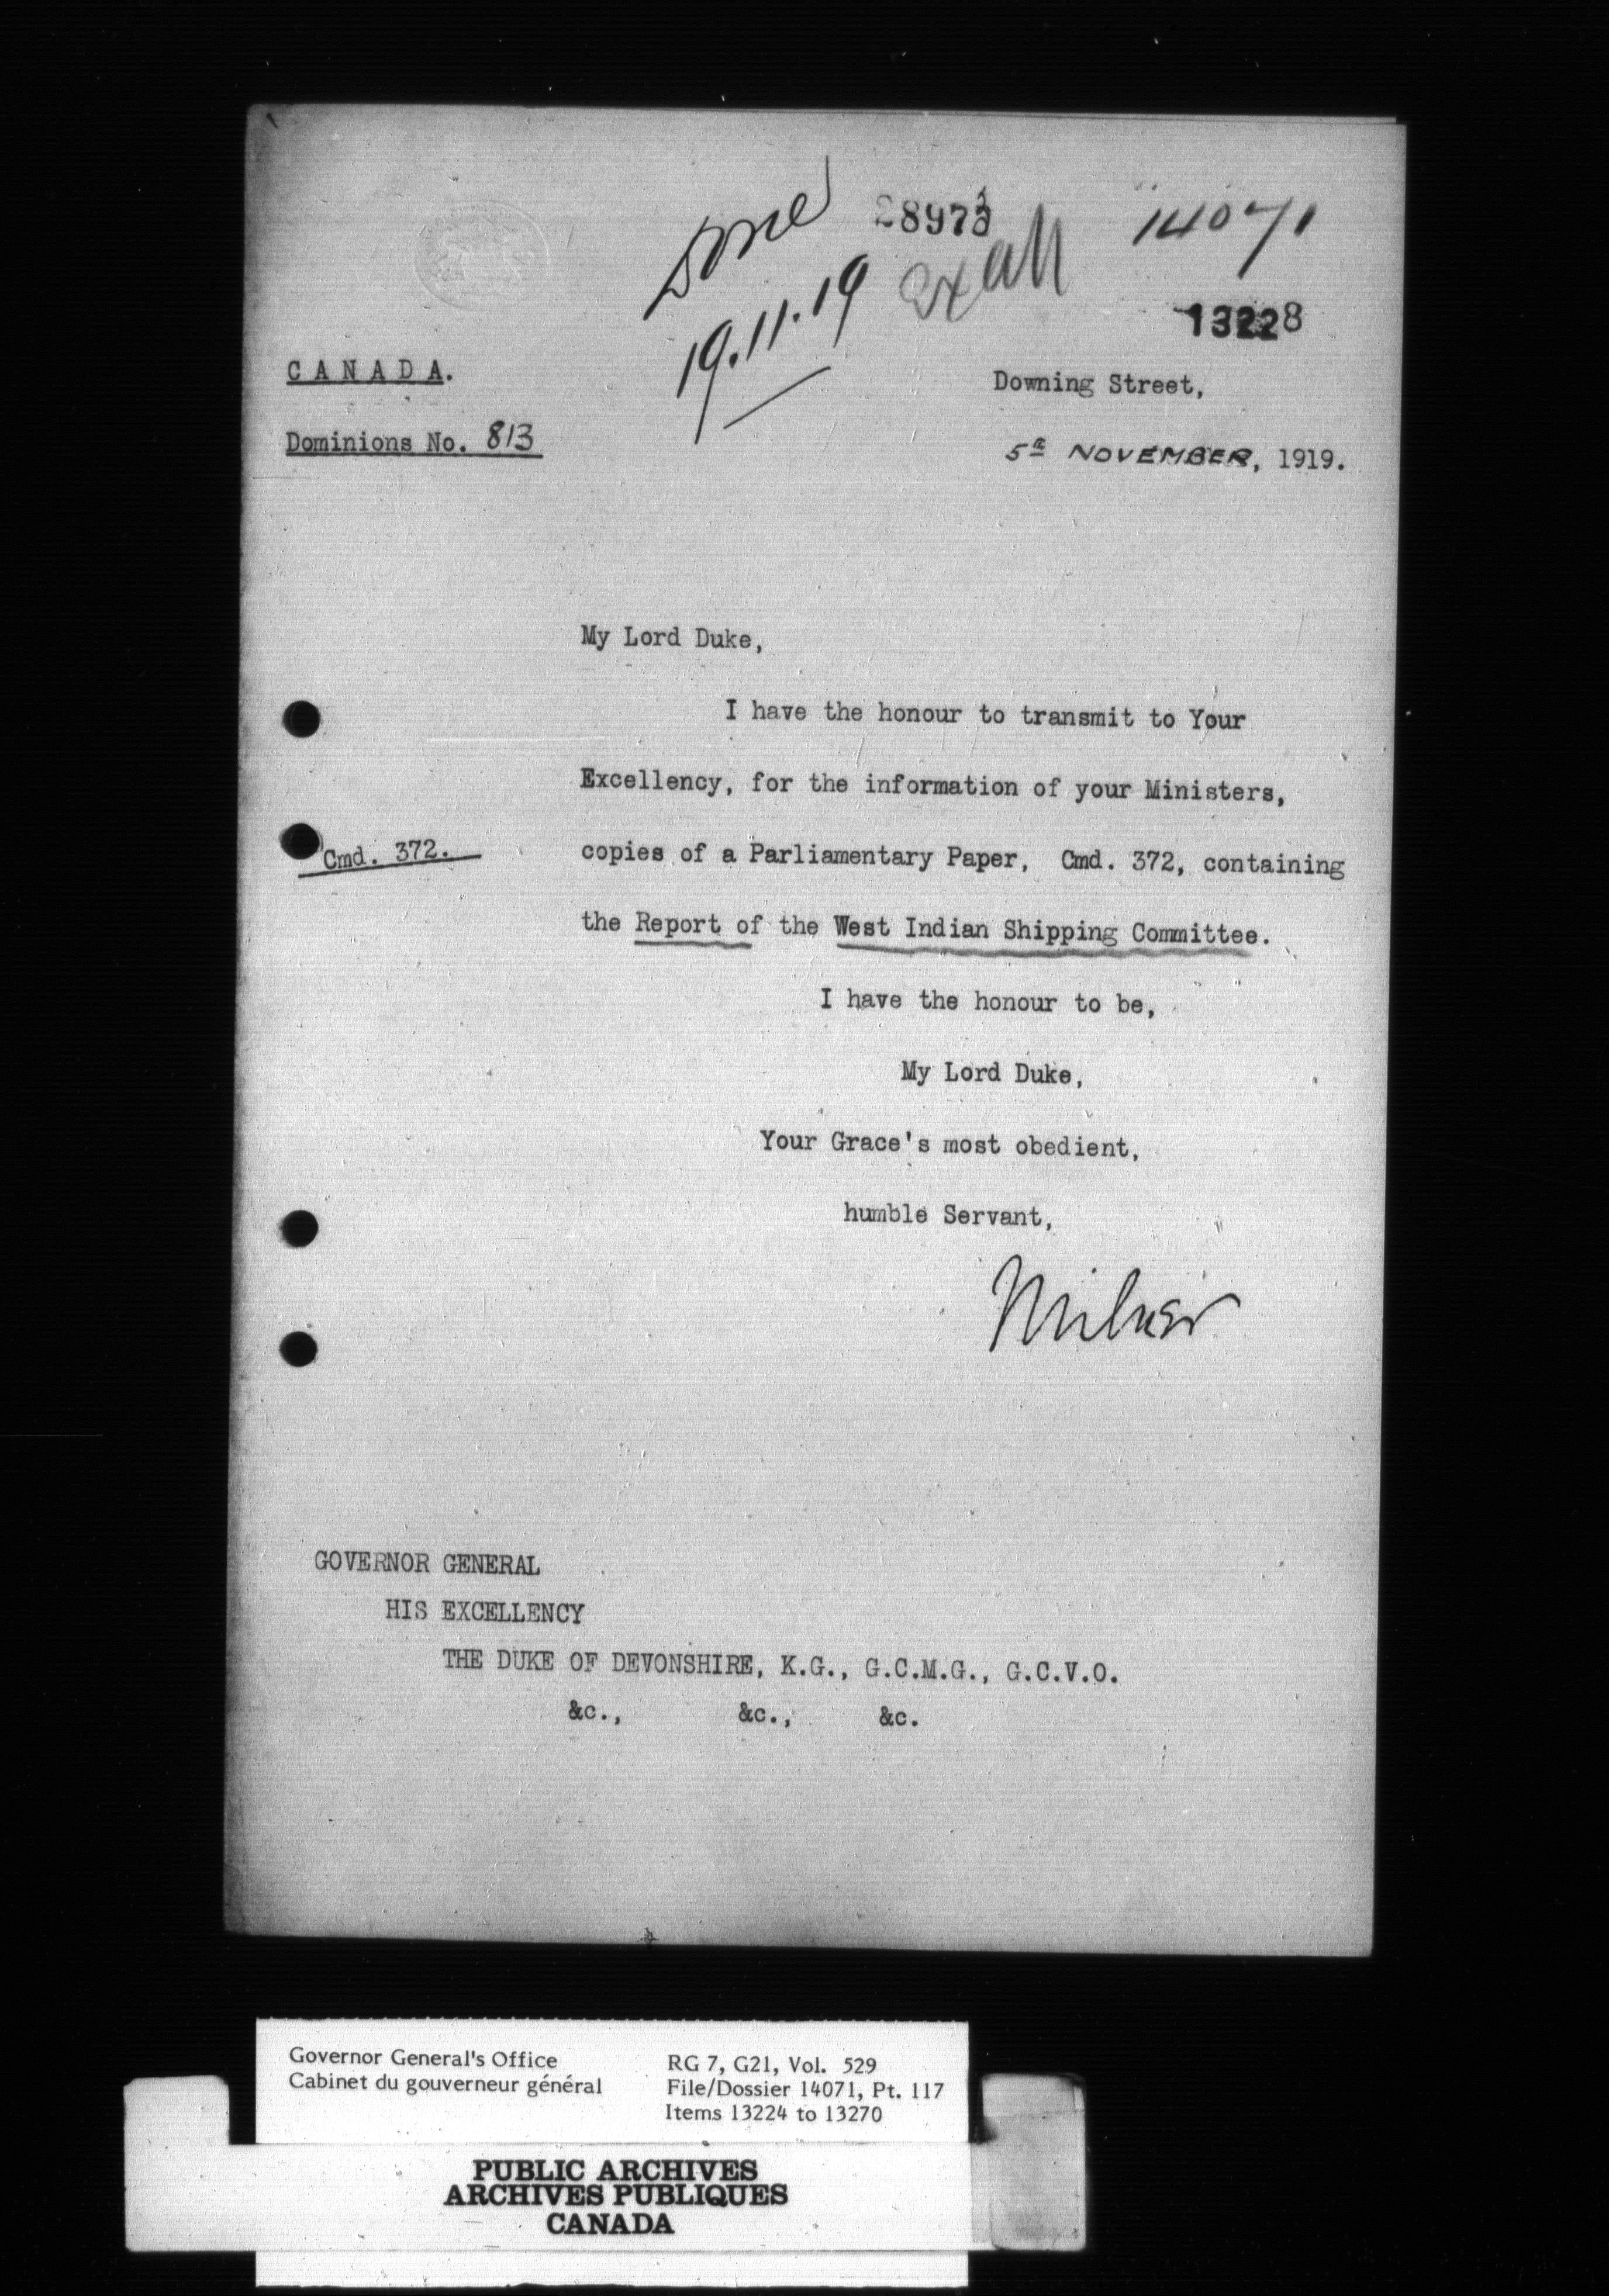 Done
28973
14071
19.11.19
13228
CANADA.
Downing Street,
Dominions No. 813
5th NOVEMBER, 1919.
My Lord Duke,
I have the honour to transmit to Your
Excellency, for the information of your Ministers,
Cmd. 372.
copies of a Parliamentary Paper, Cmd. 372, containing
the Report of the West Indian Shipping Committee.
I have the honour to be,
My Lord Duke,
Your Grace's most obedient,
humble Servant,
Milner
GOVERNOR GENERAL
HIS EXCELLENCY
THE DUKE OF DEVONSHIRE, K.G., G.C.M.G., G.C.V.O.
&c., &c., &c.
Governor General's Office
Cabinet du gouverneur général
RG 7, G21, Vol. 529
File/Dossier 14071, Pt. 117
Items 13224 to 13270
PUBLIC ARCHIVES
ARCHIVES PUBLIQUES
CANADA